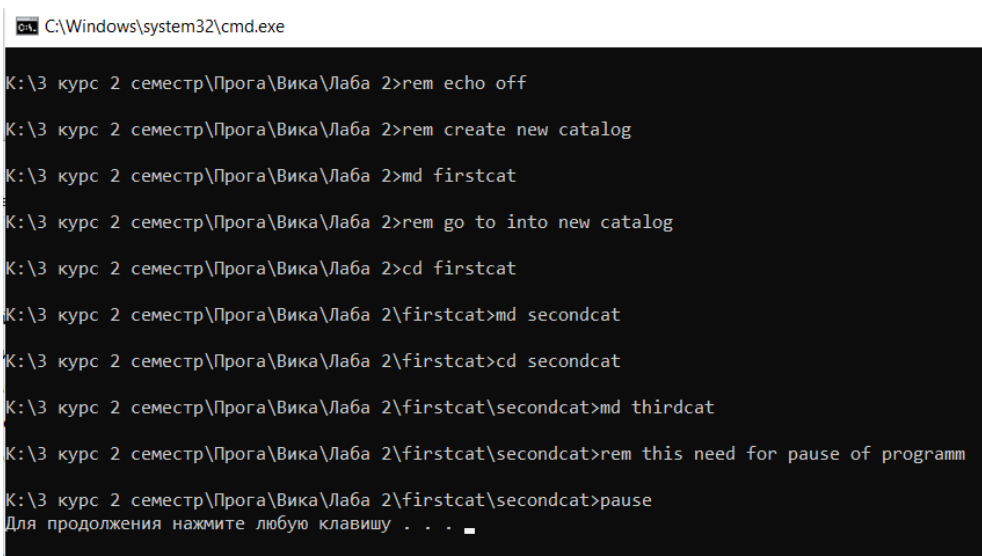 C:\Windows\system32\cmd.exe
K:\3 курс 2 семестр\Прога\Вика\Лаба 2>rem echo off
K:\3 курс 2 семестр\Прога\Вика\Лаба 2>rem create new catalog
K:\3 курс 2 семестр\Прога\Вика\Лаба 2>md firstcat
K:\3 курс 2 семестр\Прога\Вика\Лаба 2>rem go to into new catalog
K:\3 курс 2 семестр\Прога\Вика\Лаба 2>cd firstcat
K:\3 курс 2 семестр\Прога\Вика\Лаба 2\firstcat>md secondcat
K:\3 курс 2 семестр\Прога\Вика\Лаба 2\firstcat>cd secondcat
K:\3 курс 2 семестр\Прога\Вика\Лаба 2\firstcat\secondcat>md thirdcat
K:\3 курс 2 семестр\Прога\Вика\Лаба 2\firstcat\secondcat>rem this need for pause of programm
K:\3 курс 2 семестр\Прога\Вика\Лаба 2\firstcat\secondcat>pause
Для продолжения нажмите любую клавишу . . .